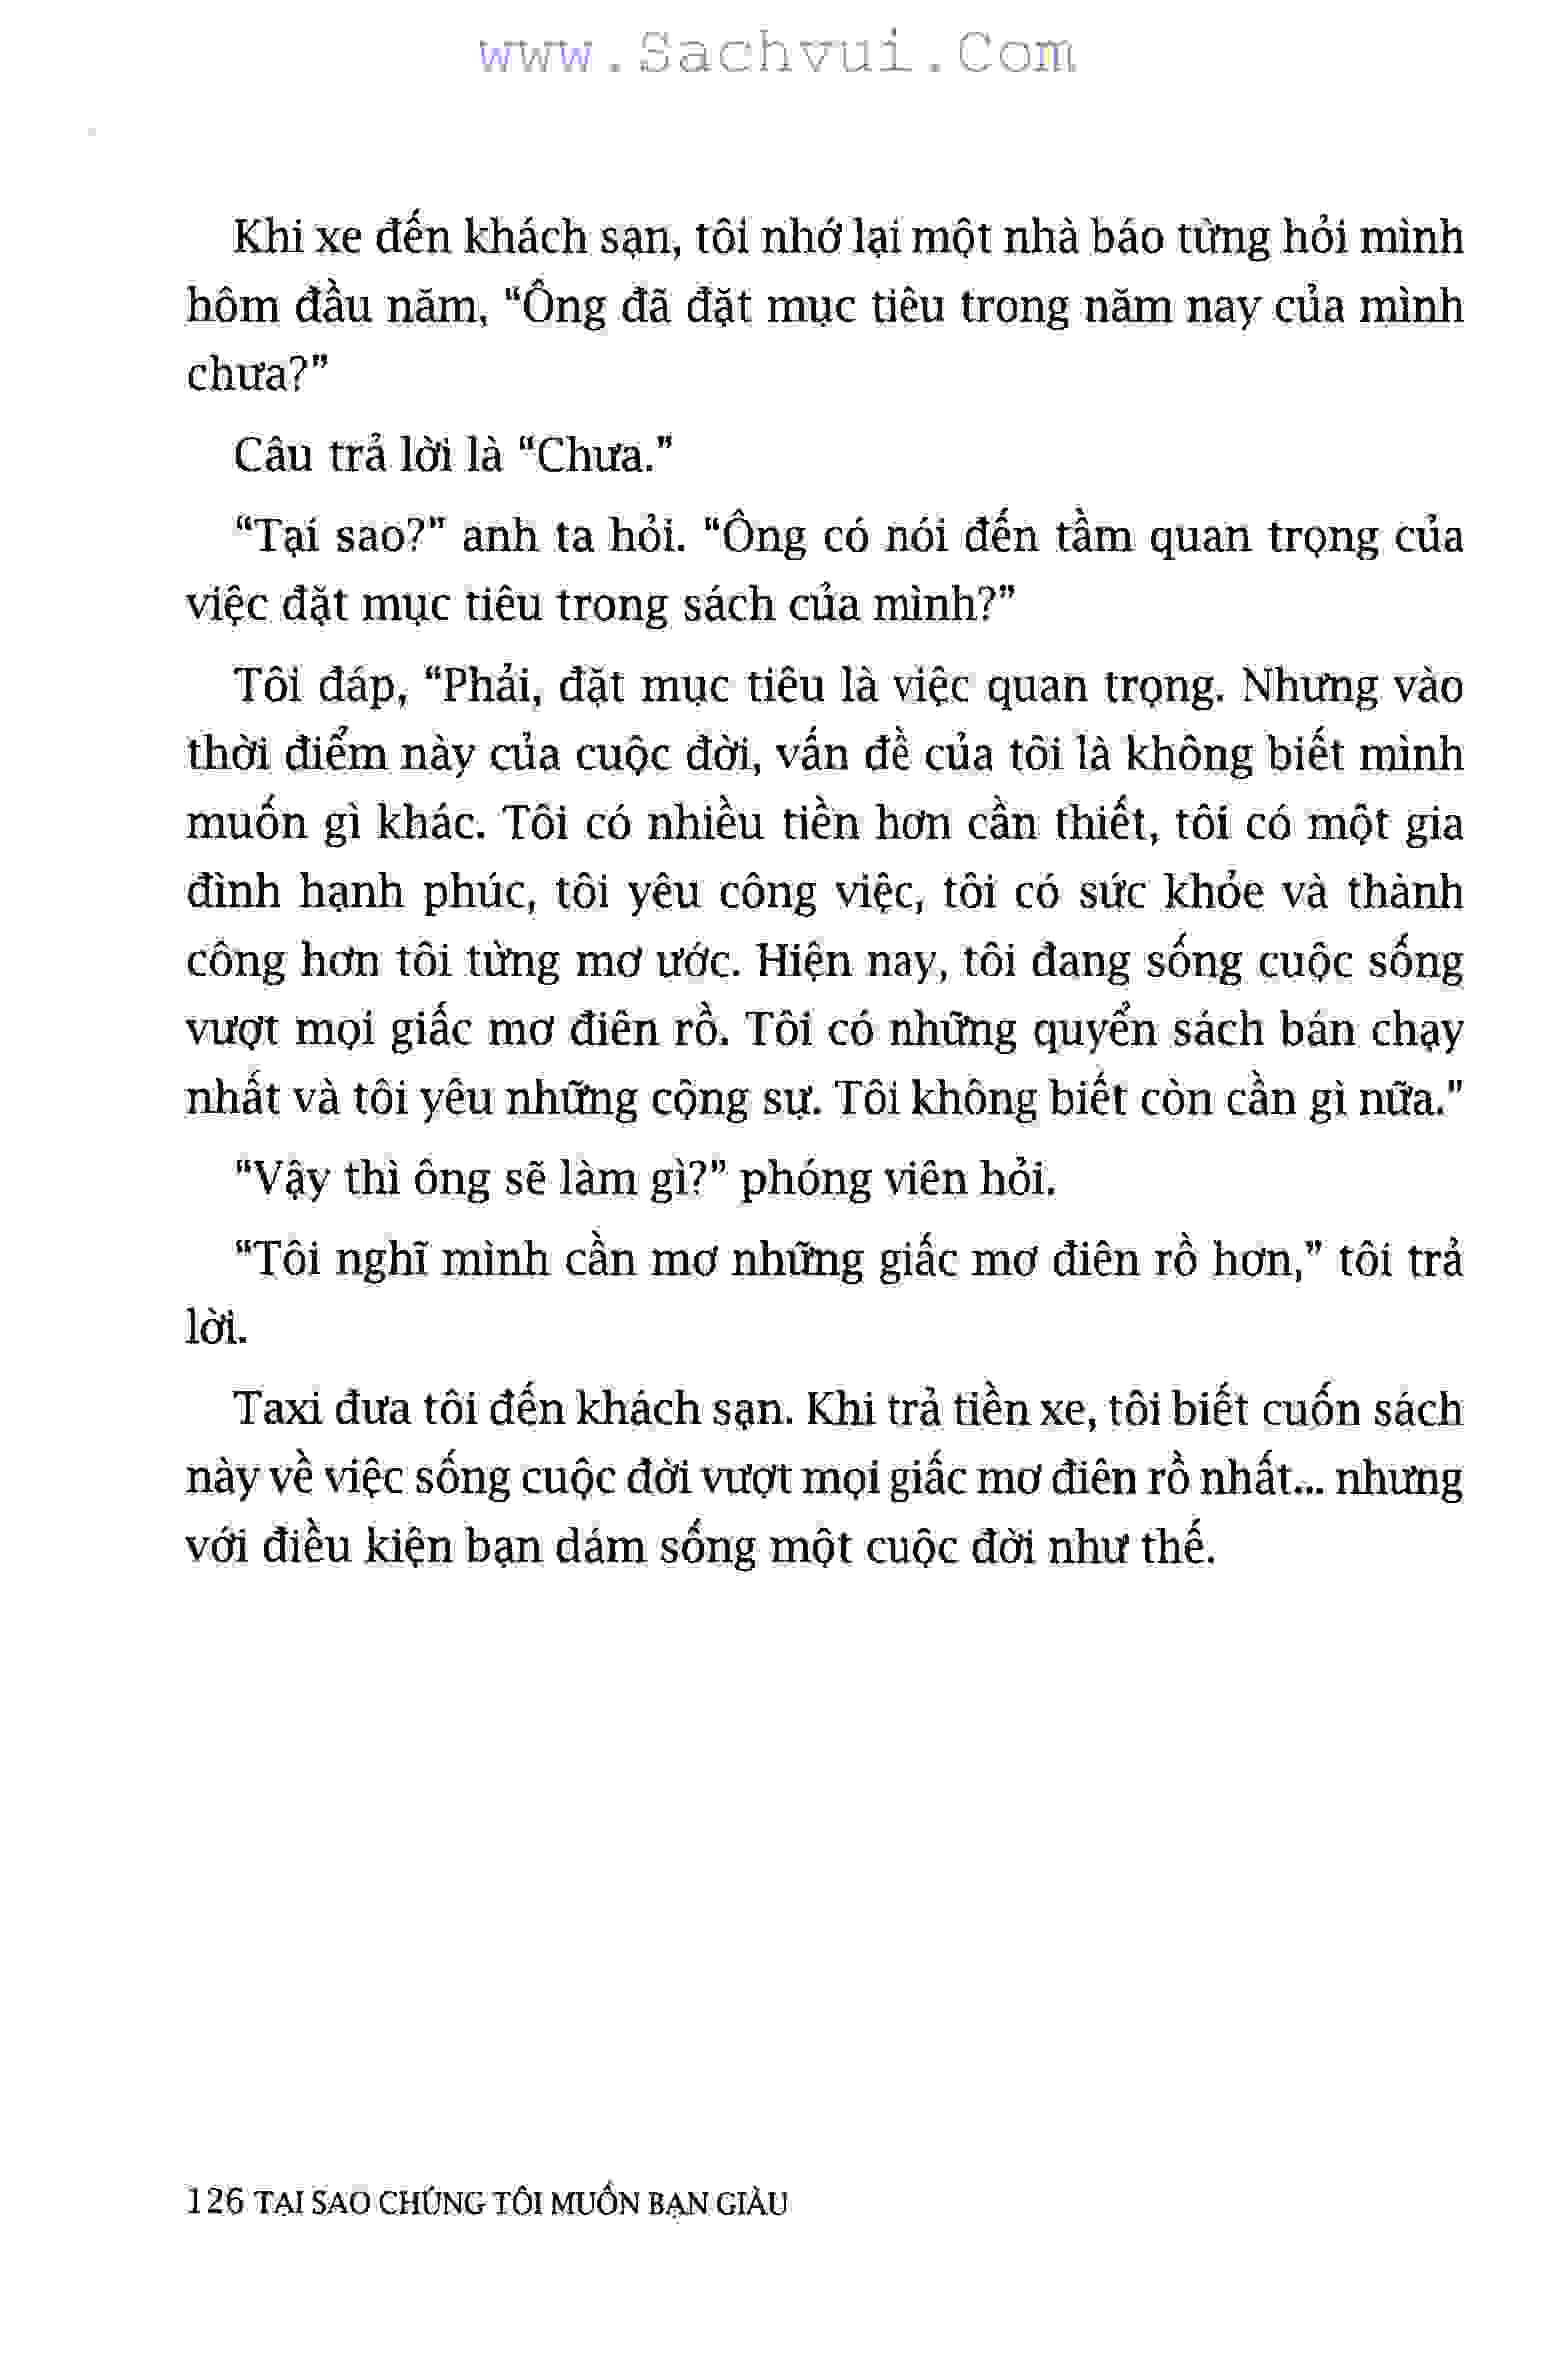 www.Sachvui.Com
Khi xe đến khách sạn, tôi nhớ lại một nhà báo từng hỏi mình
hôm đầu năm, “Ông đã đặt mục tiêu trong năm nay của mình
chưa?”
Câu trả lời là “Chưa.”
“Tại sao?” anh ta hỏi. “Ông có nói đến tầm quan trọng của
việc đặt mục tiêu trong sách của mình?”
Tôi đáp, “Phải, đặt mục tiêu là việc quan trọng. Nhưng vào
thời điểm này của cuộc đời, vấn đề của tôi là không biết mình
muốn gì khác. Tôi có nhiều tiền hơn cần thiết, tôi có một gia
đình hạnh phúc, tôi yêu công việc, tôi có sức khỏe và thành
công hơn tôi từng mơ ước. Hiện nay, tôi đang sống cuộc sống
vượt mọi giấc mơ điên rồ. Tôi có những quyển sách bán chạy
nhất và tôi yêu những cộng sự. Tôi không biết còn cần gì nữa.”
“Vậy thì ông sẽ làm gì?” phóng viên hỏi.
“Tôi nghĩ mình cần mơ những giấc mơ điên rồ hơn,” tôi trả
lời.
Taxi đưa tôi đến khách sạn. Khi trả tiền xe, tôi biết cuốn sách
này về việc sống cuộc đời vượt mọi giấc mơ điên rồ nhất... nhưng
với điều kiện bạn dám sống một cuộc đời như thế.
126 TẠI SAO CHÚNG TÔI MUỐN BẠN GIÀU